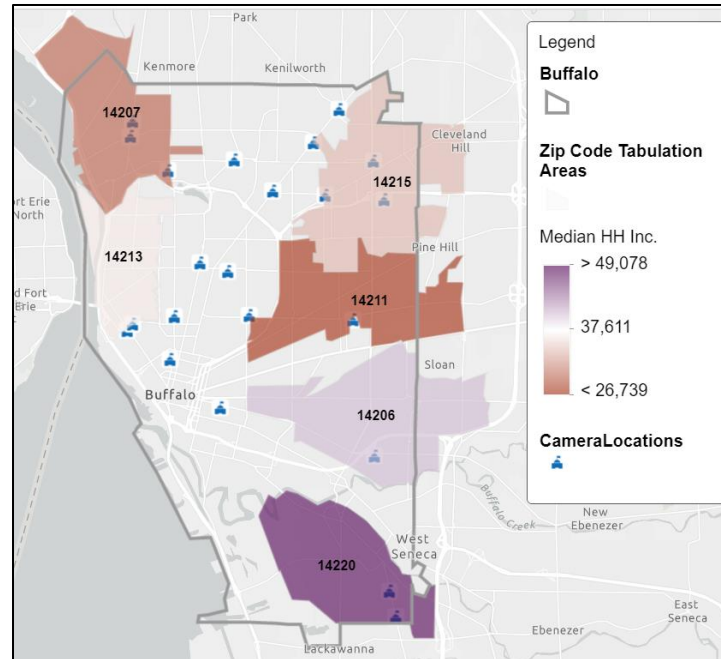 Park
Kenmore
Kenilworth
14207
Cleveland
Hill
14215
ort Erie
North
Pine Hill
14213
d Fort
Erie
14211
Sloan
Buffalo
14206
Buffalo Creek
New
Ebenezer
West
Seneca
14220
East
Seneca
Ebenezer
Lackawanna
Legend
Buffalo
Zip Code Tabulation
Areas
Median HH Inc.
> 49,078
37,611
< 26,739
CameraLocations